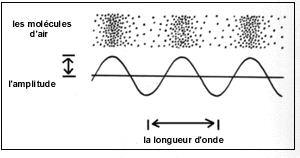 les molécules
d'air
l'amplitude
la longueur d'onde